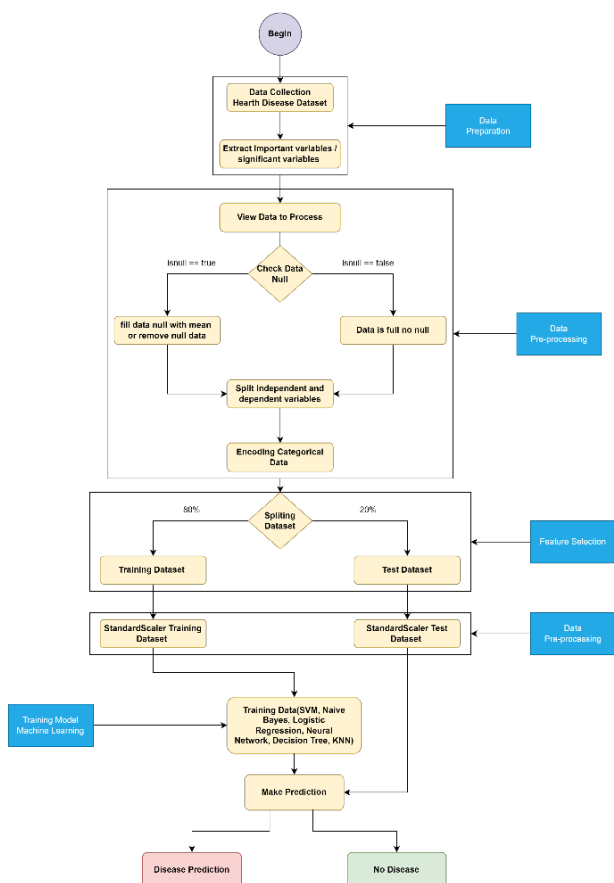 Begin
Data Collection
Hearth Disease Dataset
Data
Preparation
Extract Important variables /
significant variables
View Data to Process
Isnull == true
Check Data
Null
Isnull == false
fill data null with mean
or remove null data
Data is full no null
Data
Pre-processing
Split Independent and
dependent variables
Encoding Categorical
Data
80%
Spliting
Dataset
20%
Feature Selection
Training Dataset
Test Dataset
StandardScaler Training
Dataset
StandardScaler Test
Dataset
Data
Pre-processing
Training Model
Machine Learning
Training Data(SVM, Naive
Bayes, Logistic
Regression, Neural
Network, Decision Tree, KNN)
Make Prediction
Disease Prediction
No Disease